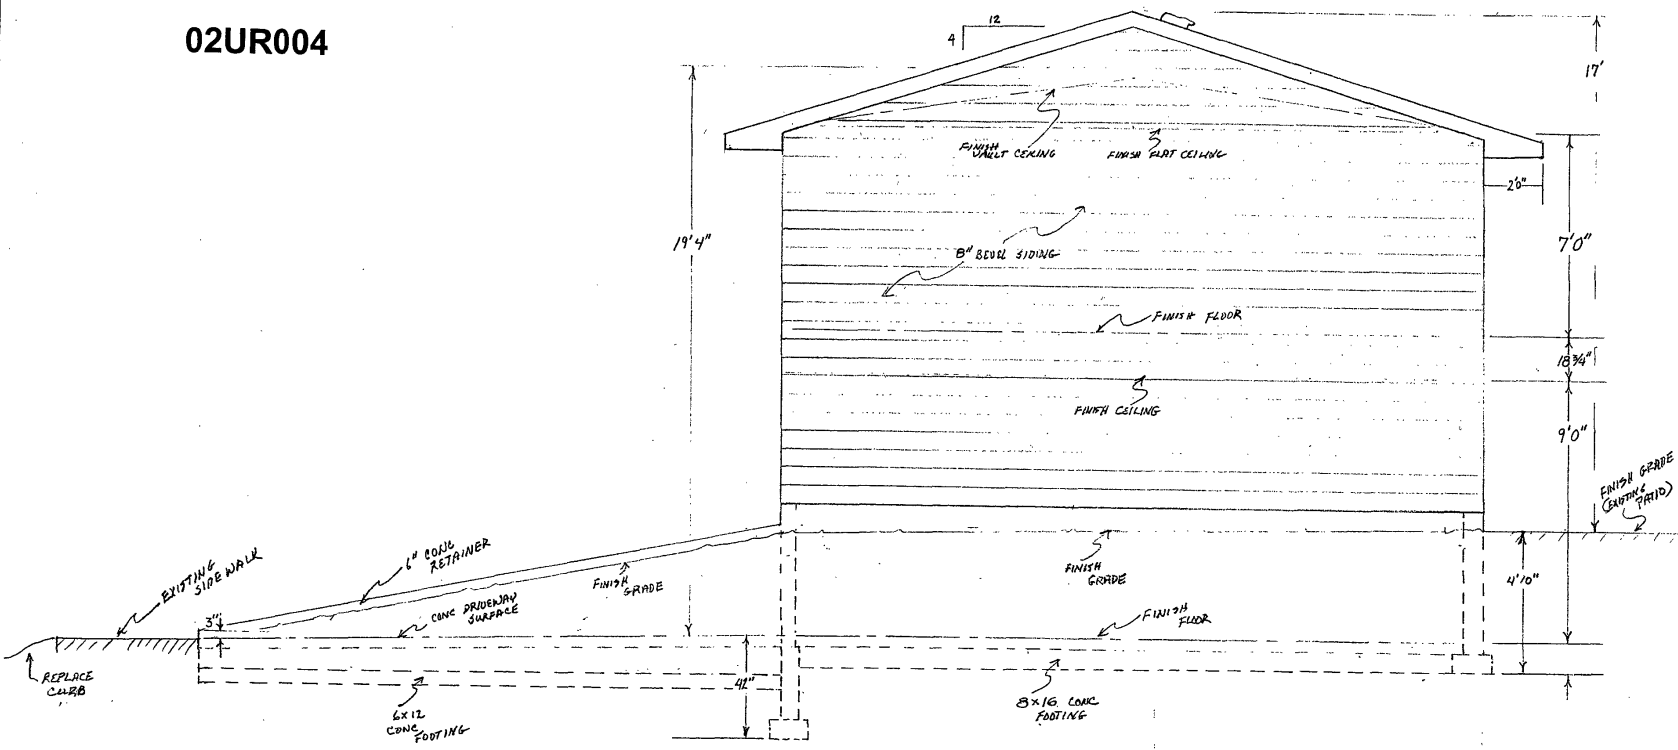 02UR004
12
4
17'
FINISH
VAULT CEILING
FINISH FLAT CEILING
2'0"
19'4"
7'0"
8" BEVEL SIDING
FINISH FLOOR
18 3/4"
FINISH CEILING
9'0"
FINISH GRADE
(EXISTING
PATIO)
6" CONC
RETAINER
EXISTING
SIDEWALK
FINISH
GRADE
FINISH
GRADE
4'10"
3"
CONC DRIVEWAY
SURFACE
FINISH
FLOOR
REPLACE
CURB
42"
6x12
CONC
FOOTING
8x16 CONC
FOOTING